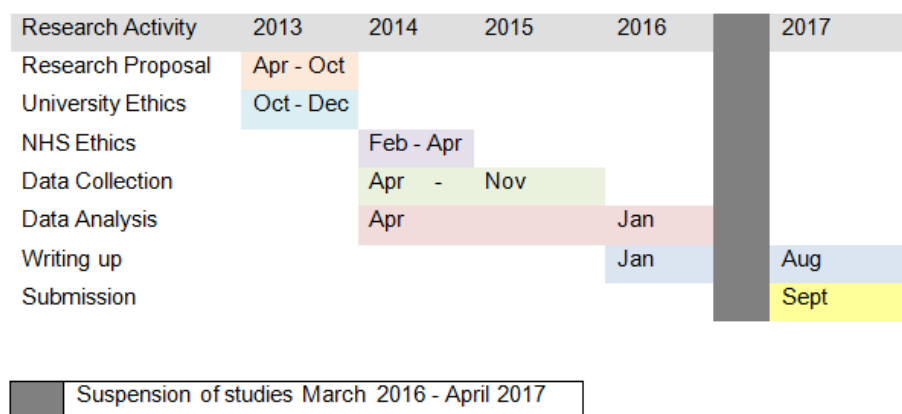 Research Activity 2013 2014 2015 2016 2017
Research Proposal Apr - Oct
University Ethics Oct - Dec
NHS Ethics Feb - Apr
Data Collection Apr - Nov
Data Analysis Apr Jan
Writing up Jan Aug
Submission Sept
Suspension of studies March 2016 - April 2017